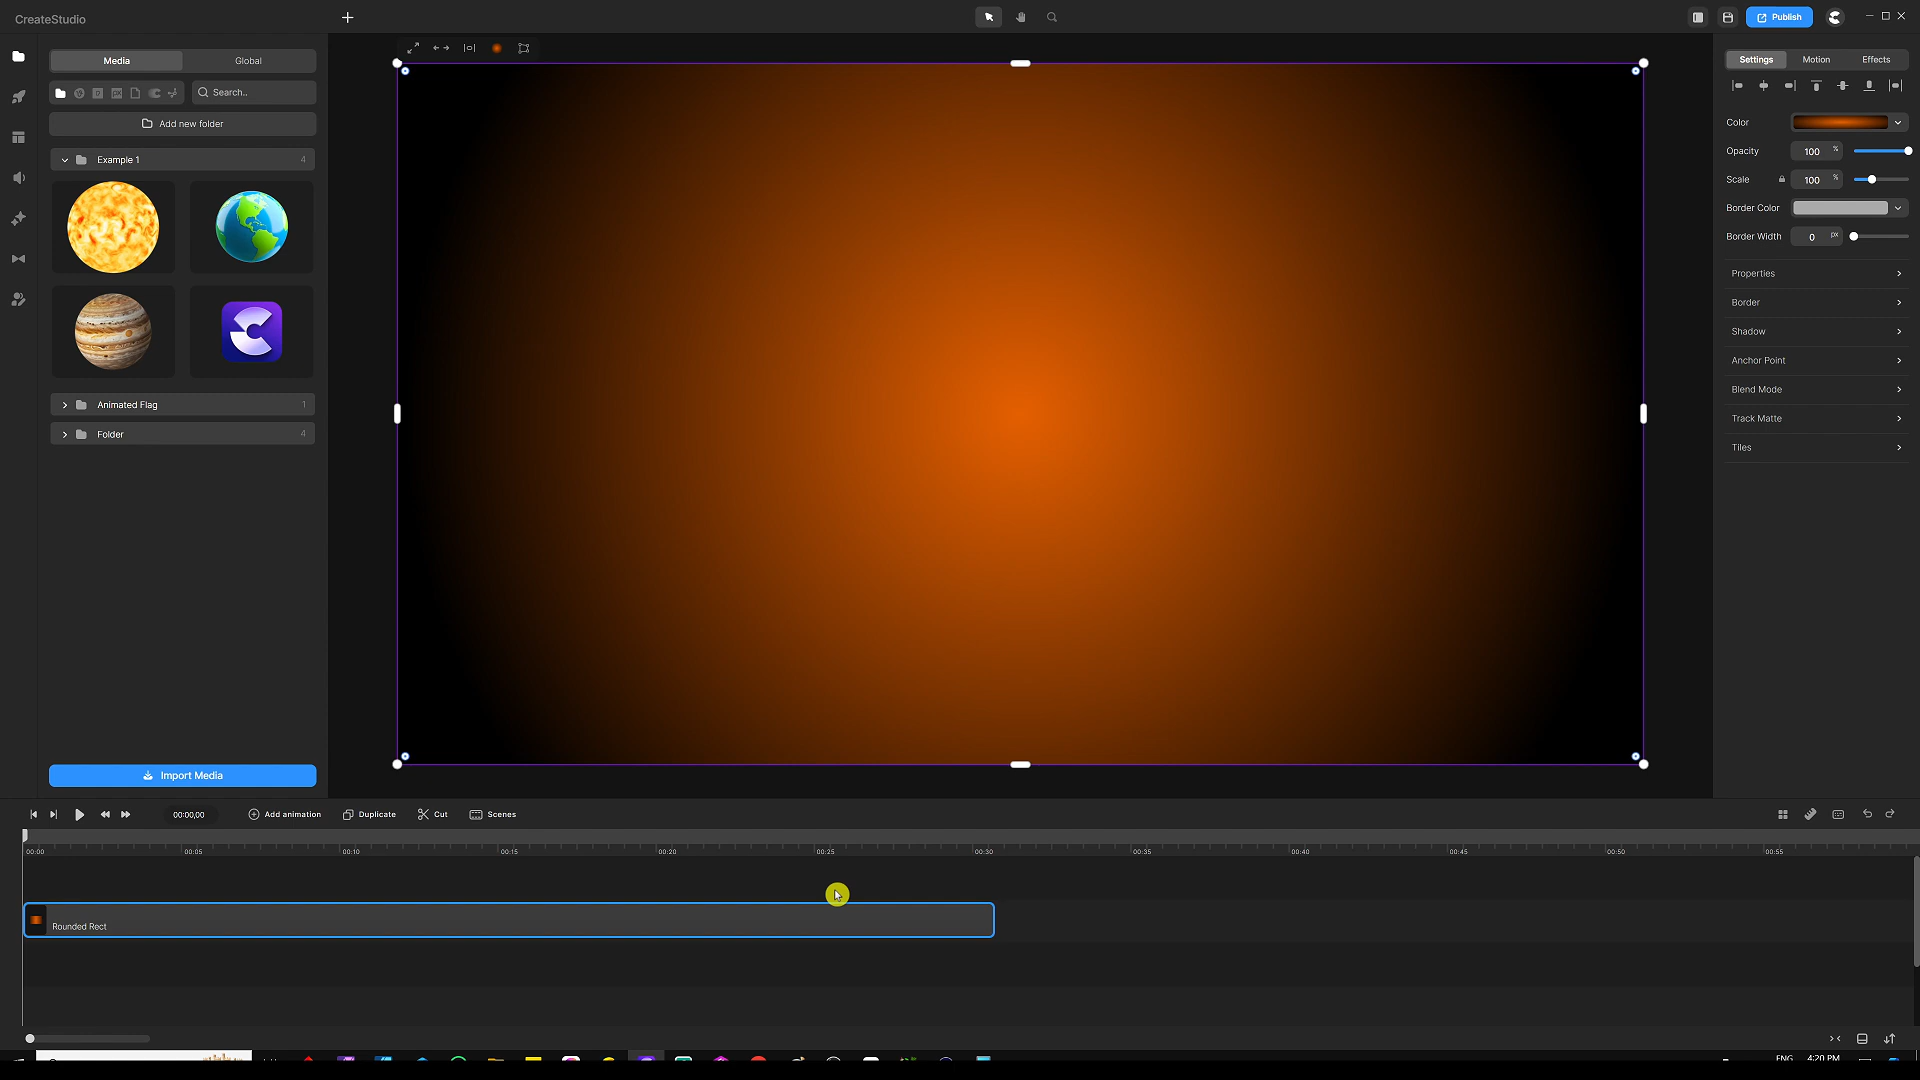 CreateStudio
Publish
Media
Global
Search..
Add new folder
Example 1
4
Animated Flag
1
Folder
4
Import Media
Settings
Motion
Effects
Color
Opacity
100 %
Scale
100 %
Border Color
Border Width
0 px
Properties
Border
Shadow
Anchor Point
Blend Mode
Track Matte
Tiles
00:00,00
Add animation
Duplicate
Cut
Scenes
00:00
00:05
00:10
00:15
00:20
00:25
00:30
00:35
00:40
00:45
00:50
00:55
Rounded Rect
ENG
4:20 PM